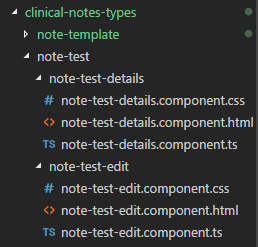 clinical-notes-types
note-template
note-test
note-test-details
# note-test-details.component.css
<> note-test-details.component.html
TS note-test-details.component.ts
note-test-edit
# note-test-edit.component.css
<> note-test-edit.component.html
TS note-test-edit.component.ts